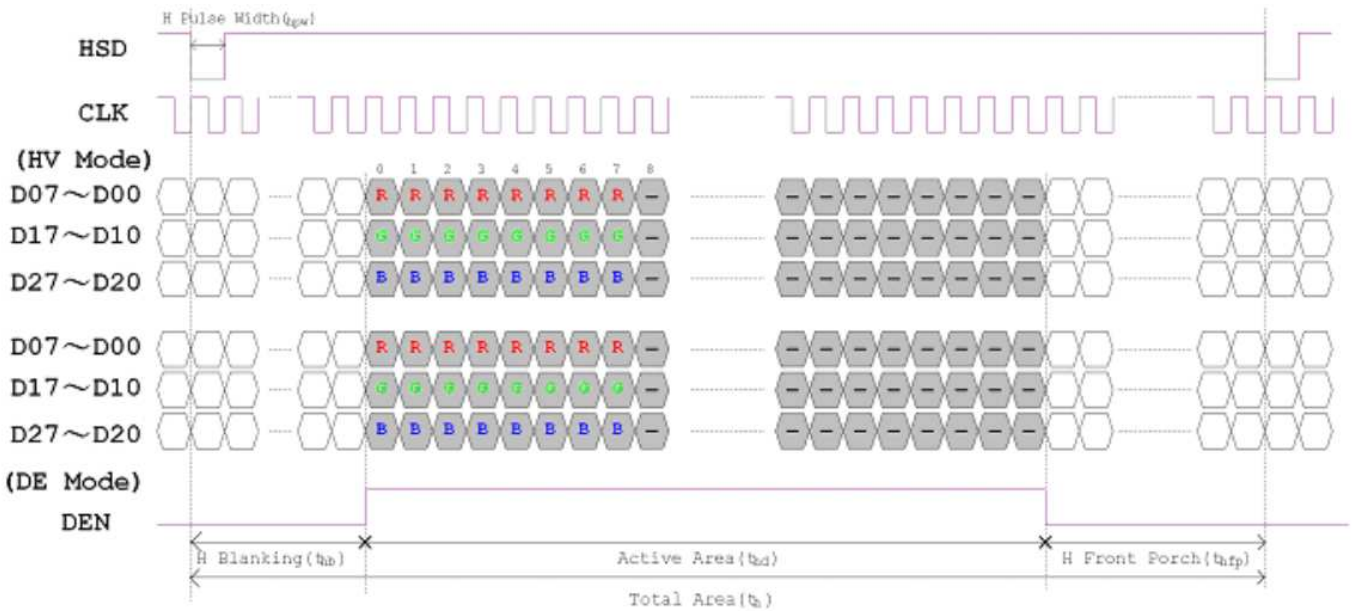 H Pulse Width(thpw)
HSD
CLK
(HV Mode)
0 1 2 3 4 5 6 7 8
D07～D00 R R R R R R R R — — — — — — — — —
D17～D10 G G G G G G G G — — — — — — — — —
D27～D20 B B B B B B B B — — — — — — — — —
D07～D00 R R R R R R R R — — — — — — — — —
D17～D10 G G G G G G G G — — — — — — — — —
D27～D20 B B B B B B B B — — — — — — — — —
(DE Mode)
DEN
H Blanking(thb) Active Area(thd) H Front Porch(thfp)
Total Area(th)